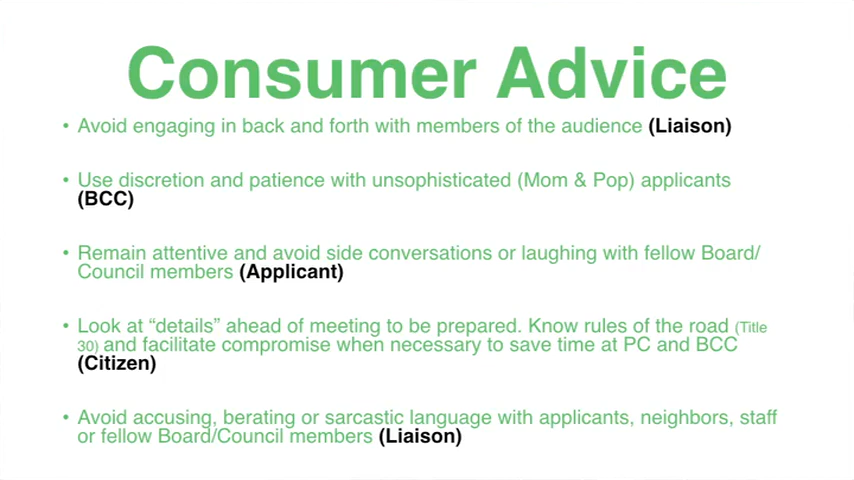 Consumer Advice
• Avoid engaging in back and forth with members of the audience (Liaison)
• Use discretion and patience with unsophisticated (Mom & Pop) applicants
(BCC)
• Remain attentive and avoid side conversations or laughing with fellow Board/
Council members (Applicant)
• Look at “details” ahead of meeting to be prepared. Know rules of the road (Title
30) and facilitate compromise when necessary to save time at PC and BCC
(Citizen)
• Avoid accusing, berating or sarcastic language with applicants, neighbors, staff
or fellow Board/Council members (Liaison)